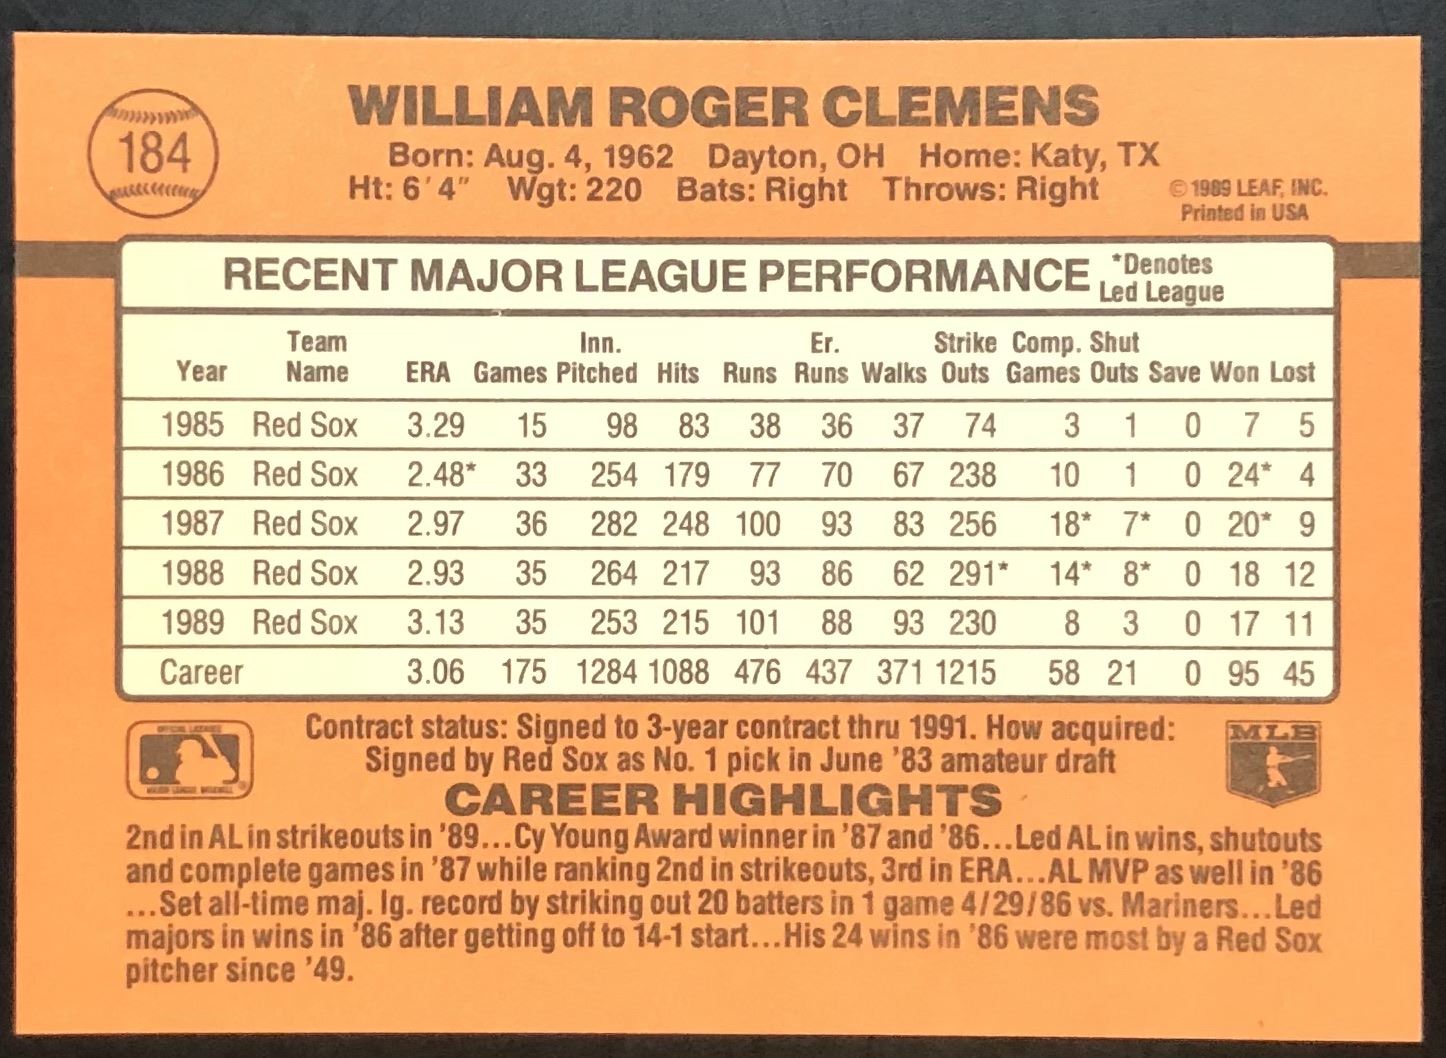 184
WILLIAM ROGER CLEMENS
Born: Aug. 4, 1962 Dayton, OH Home: Katy, TX
Ht: 6'4" Wgt: 220 Bats: Right Throws: Right
© 1989 LEAF, INC.
Printed in USA
RECENT MAJOR LEAGUE PERFORMANCE *Denotes
Led League
Team Inn. Er. Strike Comp. Shut
Year Name ERA Games Pitched Hits Runs Runs Walks Outs Games Outs Save Won Lost
1985 Red Sox 3.29 15 98 83 38 36 37 74 3 1 0 7 5
1986 Red Sox 2.48* 33 254 179 77 70 67 238 10 1 0 24* 4
1987 Red Sox 2.97 36 282 248 100 93 83 256 18* 7* 0 20* 9
1988 Red Sox 2.93 35 264 217 93 86 62 291* 14* 8* 0 18 12
1989 Red Sox 3.13 35 253 215 101 88 93 230 8 3 0 17 11
Career 3.06 175 1284 1088 476 437 371 1215 58 21 0 95 45
Contract status: Signed to 3-year contract thru 1991. How acquired:
Signed by Red Sox as No. 1 pick in June '83 amateur draft
MLB
CAREER HIGHLIGHTS
2nd in AL in strikeouts in '89...Cy Young Award winner in '87 and '86...Led AL in wins, shutouts
and complete games in '87 while ranking 2nd in strikeouts, 3rd in ERA...AL MVP as well in '86
...Set all-time maj. lg. record by striking out 20 batters in 1 game 4/29/86 vs. Mariners...Led
majors in wins in '86 after getting off to 14-1 start...His 24 wins in '86 were most by a Red Sox
pitcher since '49.